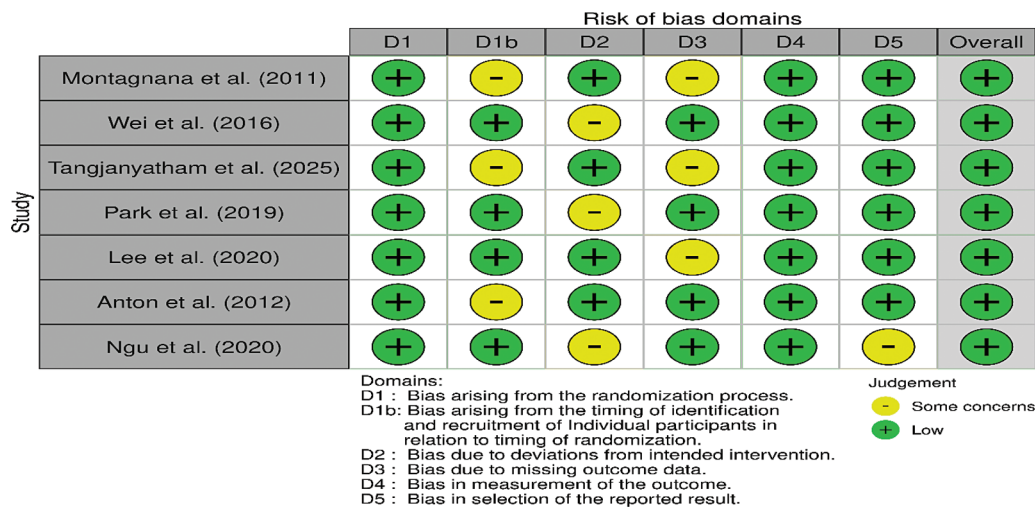 Risk of bias domains
D1 D1b D2 D3 D4 D5 Overall
Study
Montagnana et al. (2011) + - + - + + +
Wei et al. (2016) + + - + + + +
Tangjanyatham et al. (2025) + - + - + + +
Park et al. (2019) + + - + + + +
Lee et al. (2020) + + + - + + +
Anton et al. (2012) + - + + + + +
Ngu et al. (2020) + + - + + - +
Domains:
D1 : Bias arising from the randomization process.
D1b: Bias arising from the timing of identification
and recruitment of Individual participants in
relation to timing of randomization.
D2 : Bias due to deviations from intended intervention.
D3 : Bias due to missing outcome data.
D4 : Bias in measurement of the outcome.
D5 : Bias in selection of the reported result.
Judgement
- Some concerns
+ Low